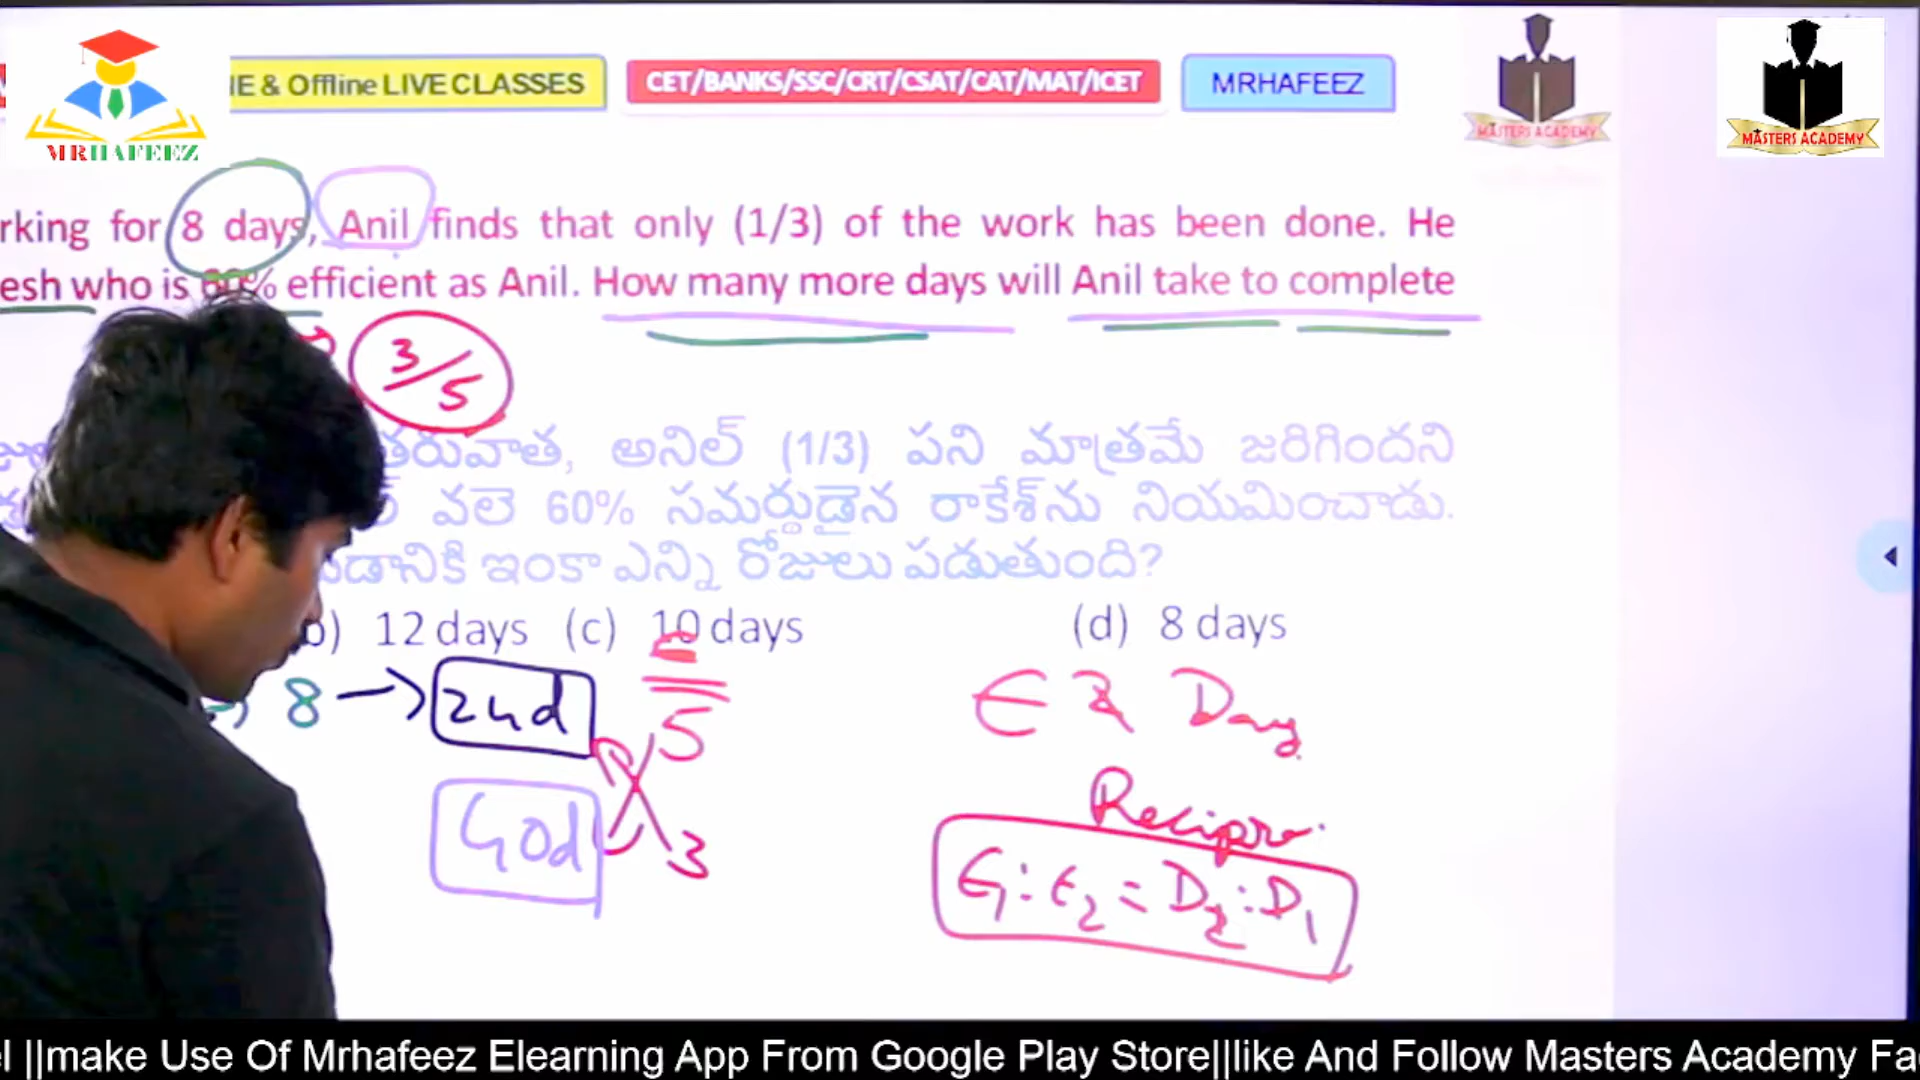 MRHAFEEZ
IE & Offline LIVE CLASSES
CET/BANKS/SSC/CRT/CSAT/CAT/MAT/ICET
MRHAFEEZ
MASTERS ACADEMY
MASTERS ACADEMY
rking for 8 days, Anil finds that only (1/3) of the work has been done. He
esh who is 60% efficient as Anil. How many more days will Anil take to complete
3/5
తరువాత, అనిల్ (1/3) పని మాత్రమే జరిగిందని
వలె 60% సమర్థుడైన రాకేశ్‌ను నియమించాడు.
డానికి ఇంకా ఎన్ని రోజులు పడుతుంది?
b) 12 days (c) 10 days (d) 8 days
8 → 24d 5
E & Day
40d 3
Recipro.
E1 : E2 = D2 : D1
el ||make Use Of Mrhafeez Elearning App From Google Play Store||like And Follow Masters Academy Fa